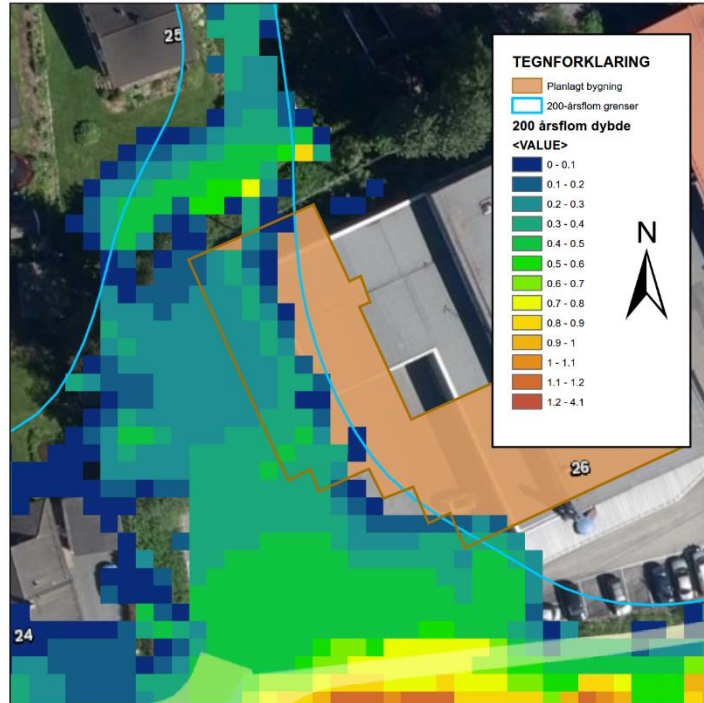 25
TEGNFORKLARING
Planlagt bygning
200-årsflom grenser
200 årsflom dybde
<VALUE>
0 - 0.1
0.1 - 0.2
0.2 - 0.3
0.3 - 0.4
0.4 - 0.5
0.5 - 0.6
0.6 - 0.7
0.7 - 0.8
0.8 - 0.9
0.9 - 1
1 - 1.1
1.1 - 1.2
1.2 - 4.1
N
26
24